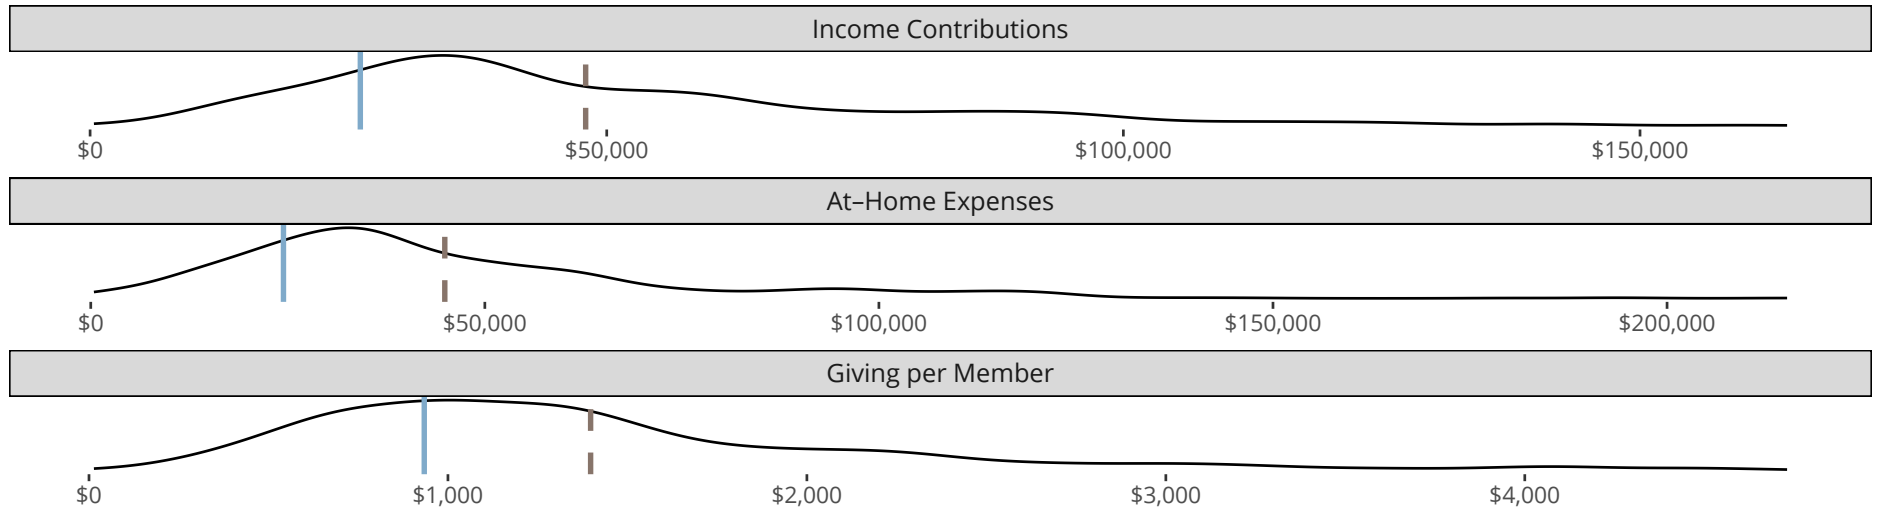 Income Contributions
$0 $50,000 $100,000 $150,000
At–Home Expenses
$0 $50,000 $100,000 $150,000 $200,000
Giving per Member
$0 $1,000 $2,000 $3,000 $4,000